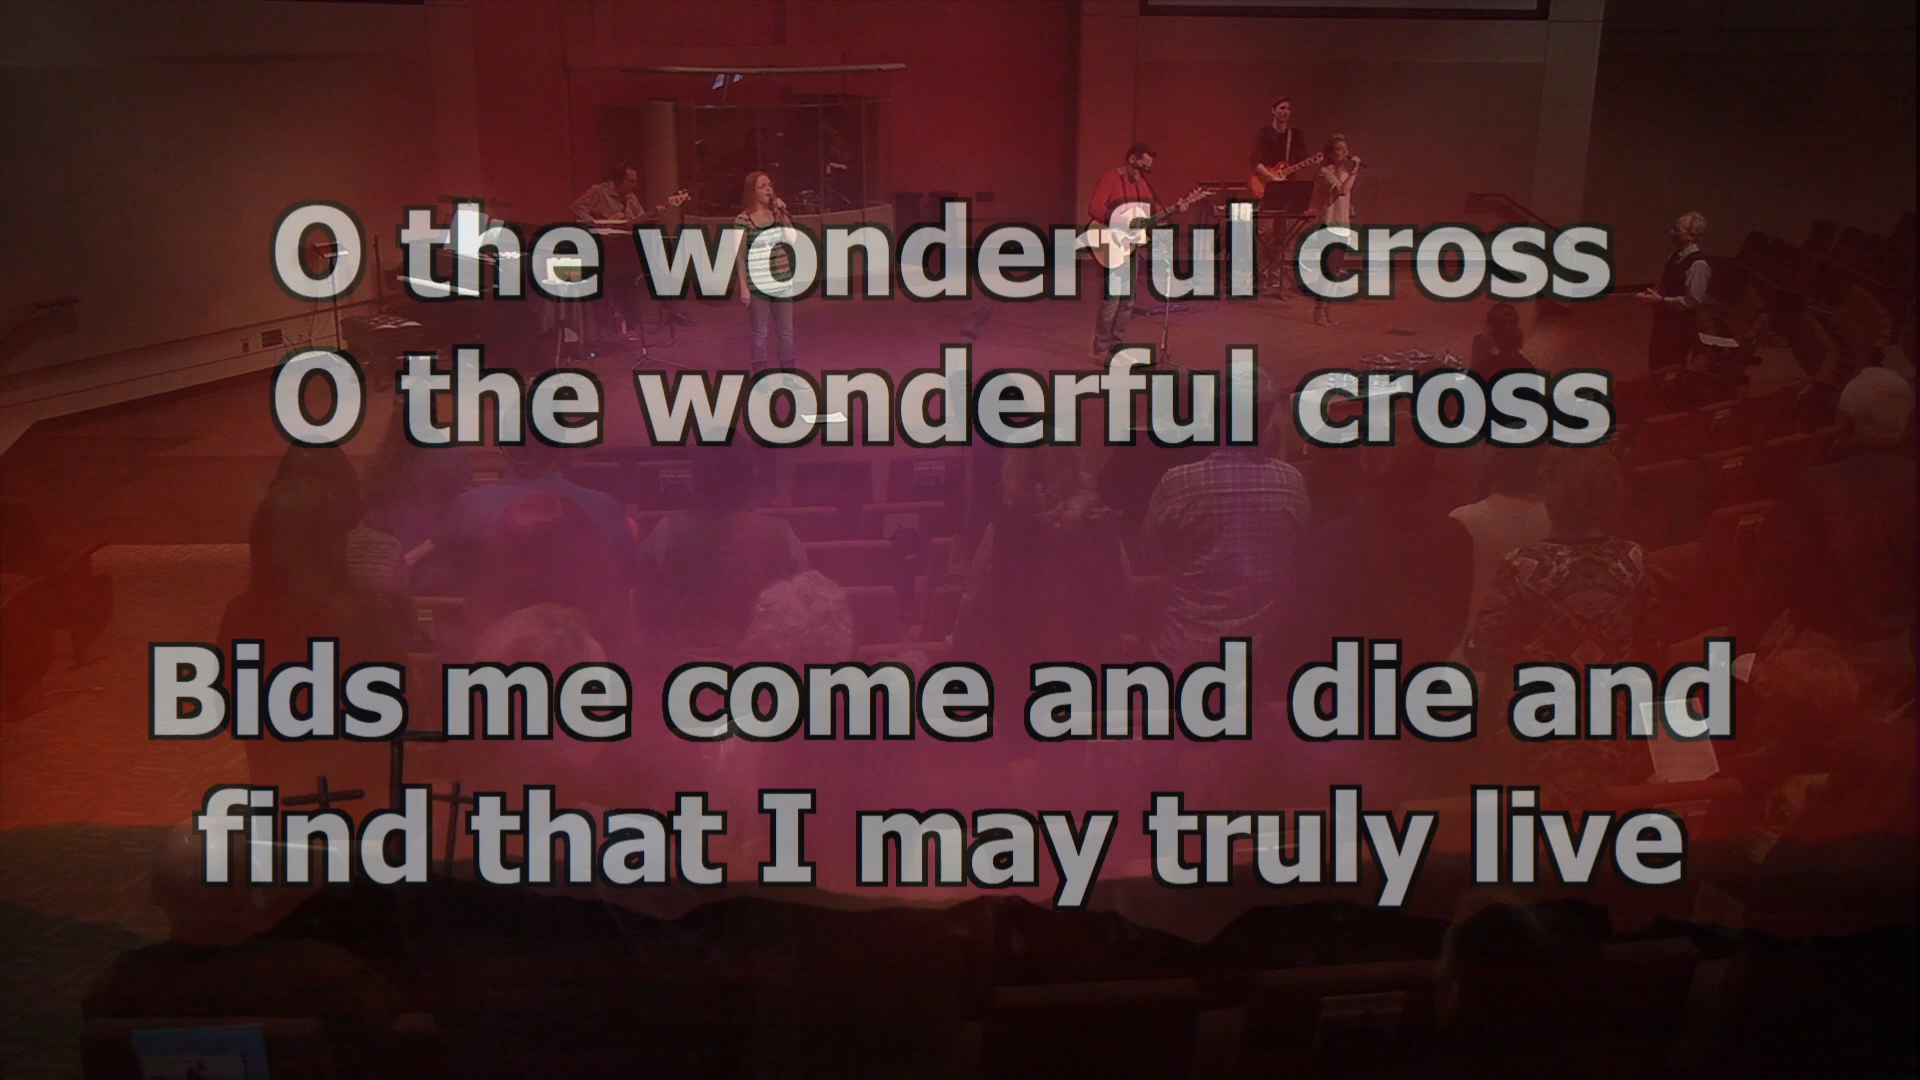 O the wonderful cross
O the wonderful cross
Bids me come and die and
find that I may truly live